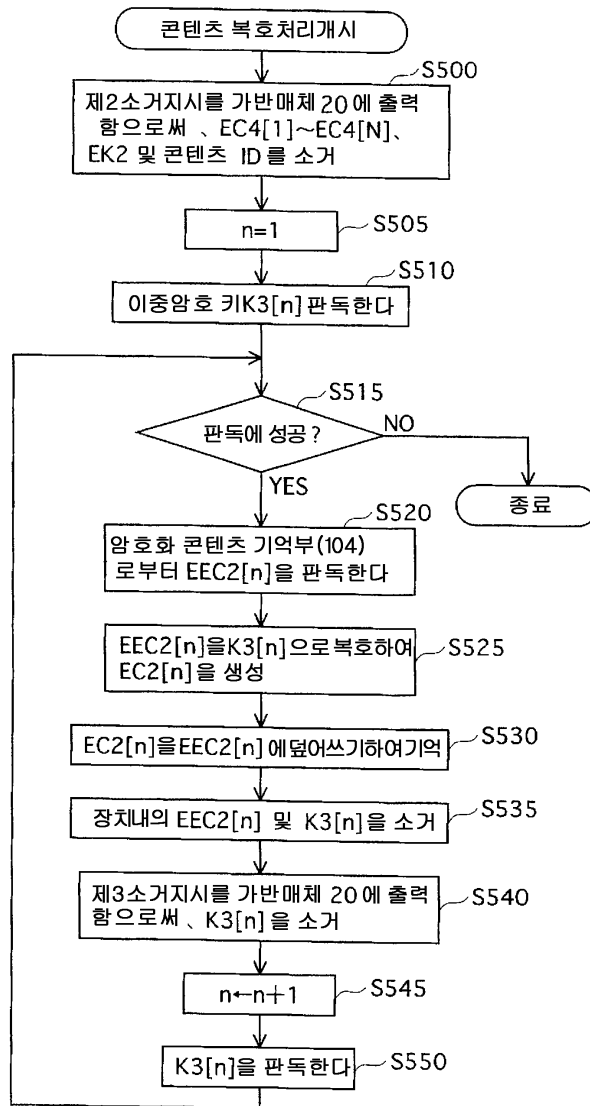 콘텐츠 복호처리개시
S500
제2소거지시를 가반매체 20에 출력
함으로써、EC4[1]~EC4[N]、
EK2 및 콘텐츠 ID를 소거
S505
n=1
S510
이중암호 키K3[n] 판독한다
S515
판독에 성공?
NO
YES
종료
S520
암호화 콘텐츠 기억부(104)
로부터 EEC2[n]을 판독한다
S525
EEC2[n]을K3[n]으로복호하여
EC2[n]을 생성
S530
EC2[n]을EEC2[n]에덮어쓰기하여기억
S535
장치내의 EEC2[n] 및 K3[n]을 소거
S540
제3소거지시를 가반매체 20에 출력
함으로써、K3[n]을 소거
S545
n←n+1
S550
K3[n]을 판독한다